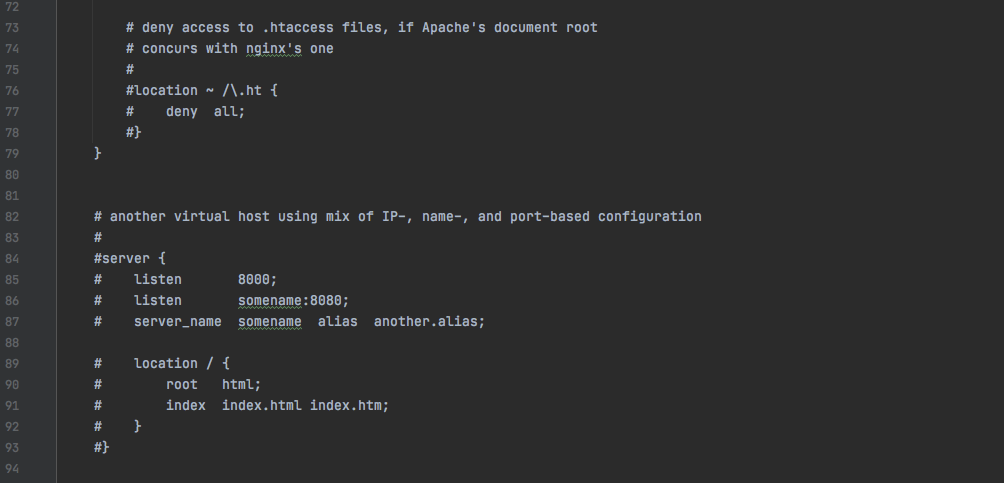 72
73 # deny access to .htaccess files, if Apache's document root
74 # concurs with nginx's one
75 #
76 #location ~ /\.ht {
77 #    deny  all;
78 #}
79 }
80
81
82 # another virtual host using mix of IP-, name-, and port-based configuration
83 #
84 #server {
85 #    listen       8000;
86 #    listen       somename:8080;
87 #    server_name  somename  alias  another.alias;
88
89 #    location / {
90 #        root   html;
91 #        index  index.html index.htm;
92 #    }
93 #}
94